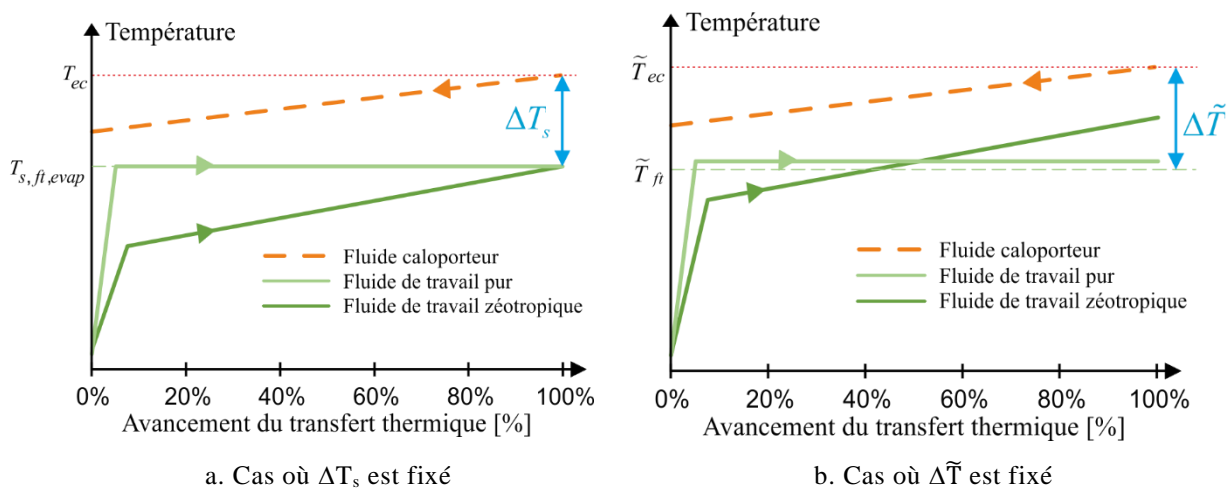 Température
T_ec
ΔT_s
T_s,ft,evap
Fluide caloporteur
Fluide de travail pur
Fluide de travail zéotropique
0% 20% 40% 60% 80% 100%
Avancement du transfert thermique [%]
a. Cas où ΔT_s est fixé
Température
T̃_ec
ΔT̃
T̃_ft
Fluide caloporteur
Fluide de travail pur
Fluide de travail zéotropique
0% 20% 40% 60% 80% 100%
Avancement du transfert thermique [%]
b. Cas où ΔT̃ est fixé